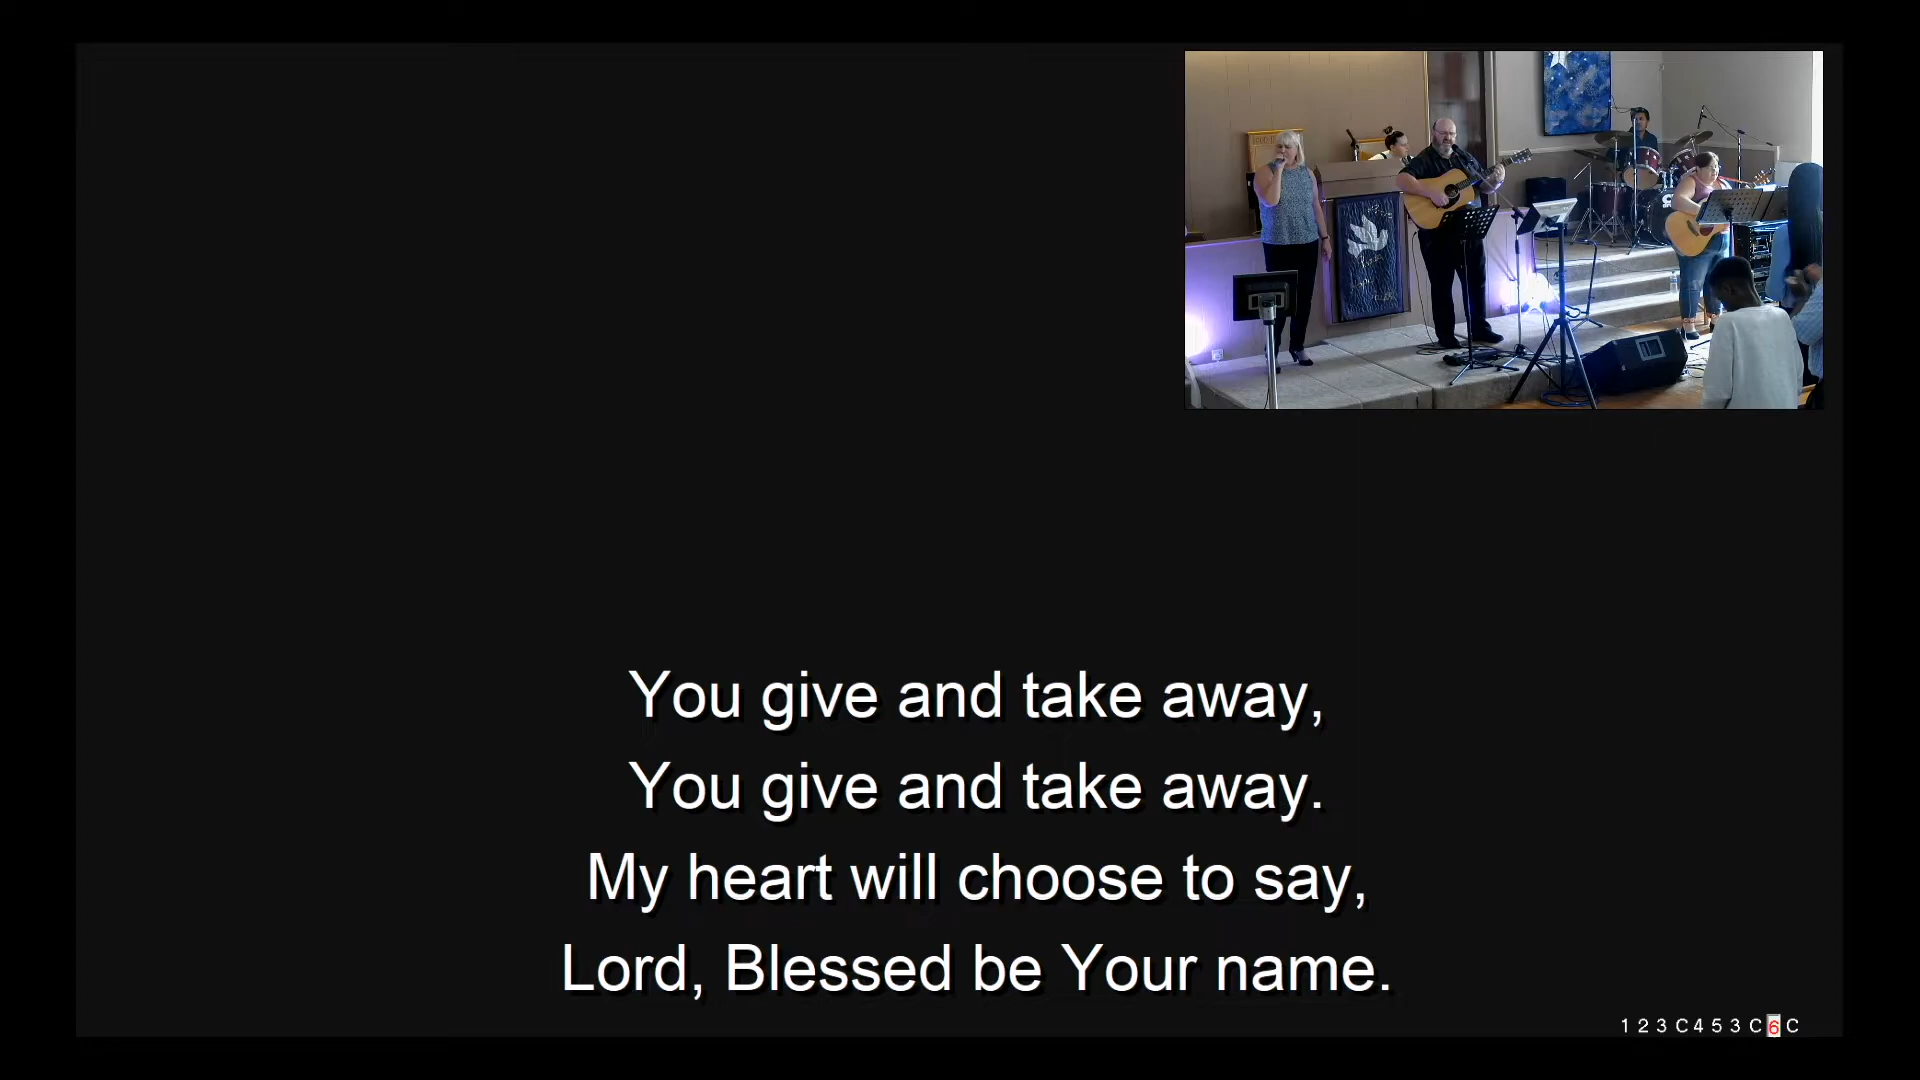 You give and take away,
You give and take away.
My heart will choose to say,
Lord, Blessed be Your name.
1 2 3 C 4 5 3 C 6 C